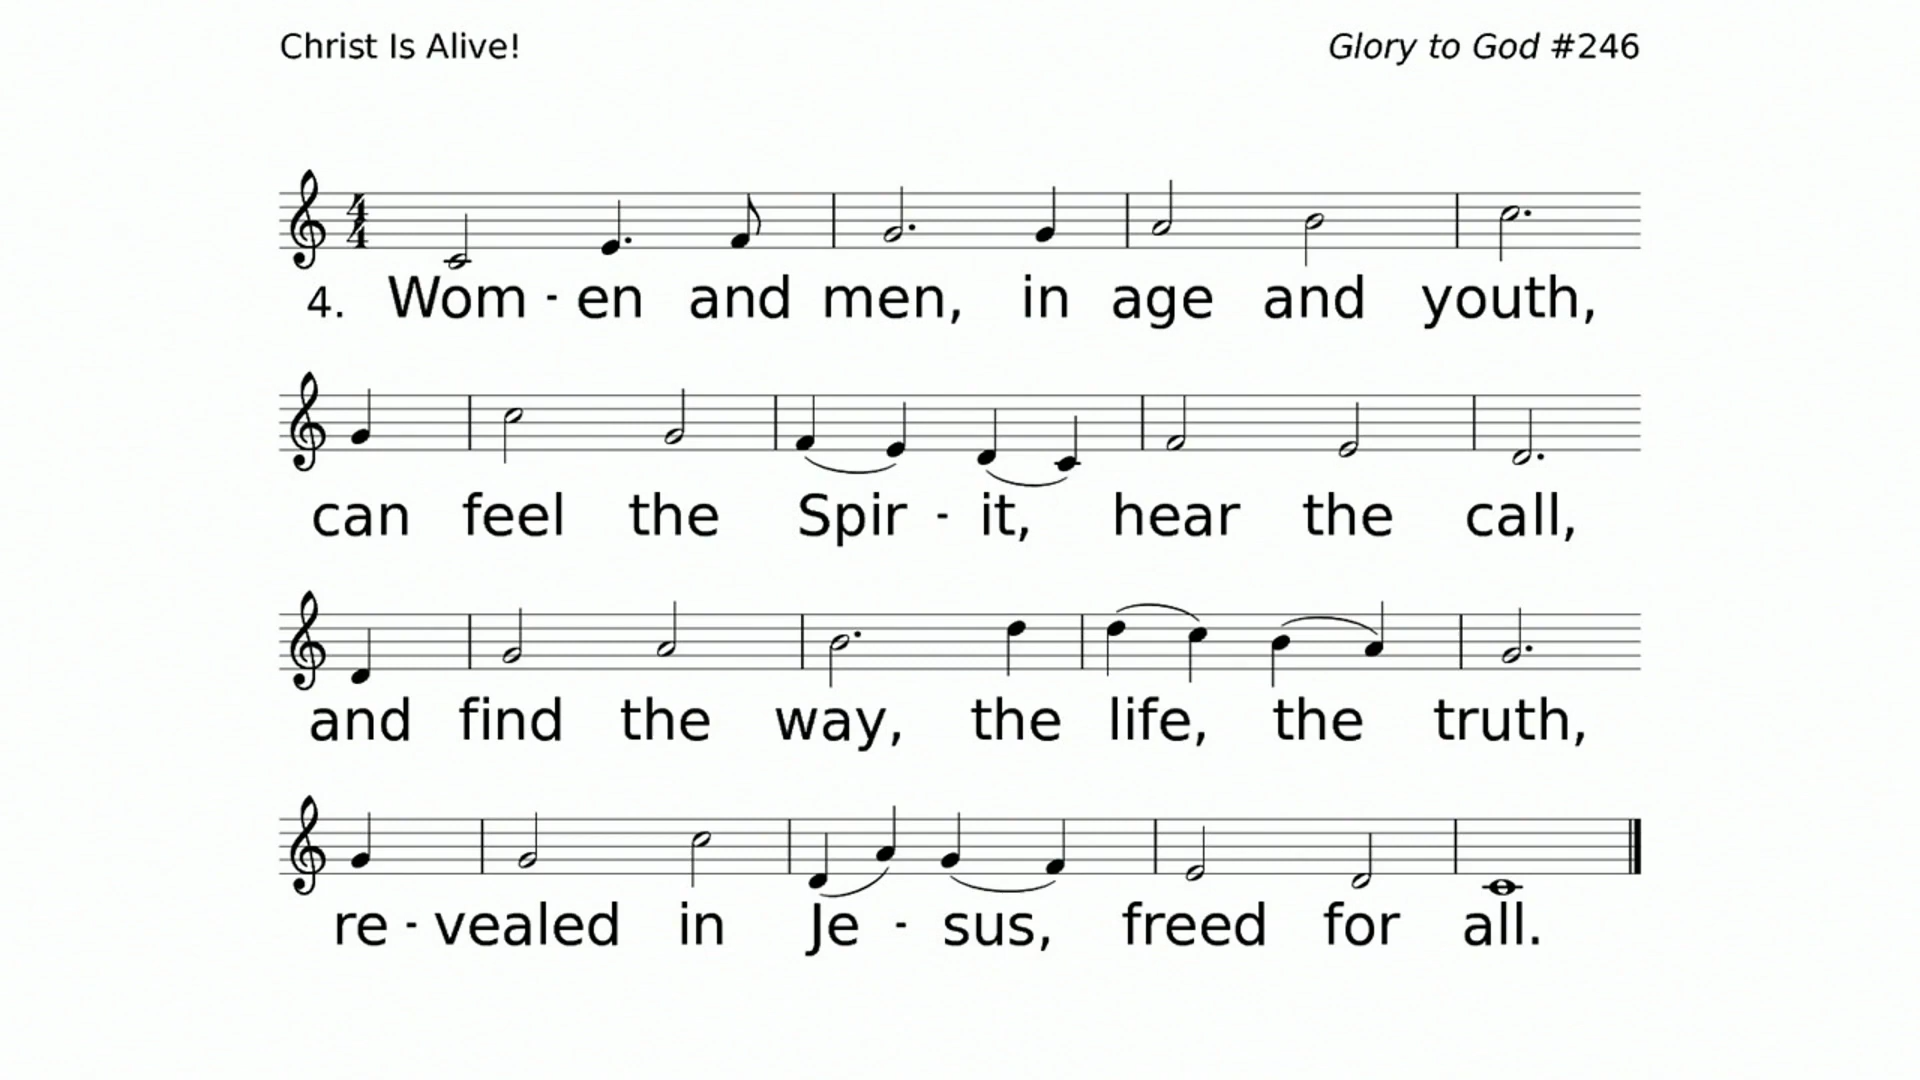 Christ Is Alive!
Glory to God #246
4. Wom - en and men, in age and youth,
can feel the Spir - it, hear the call,
and find the way, the life, the truth,
re - vealed in Je - sus, freed for all.